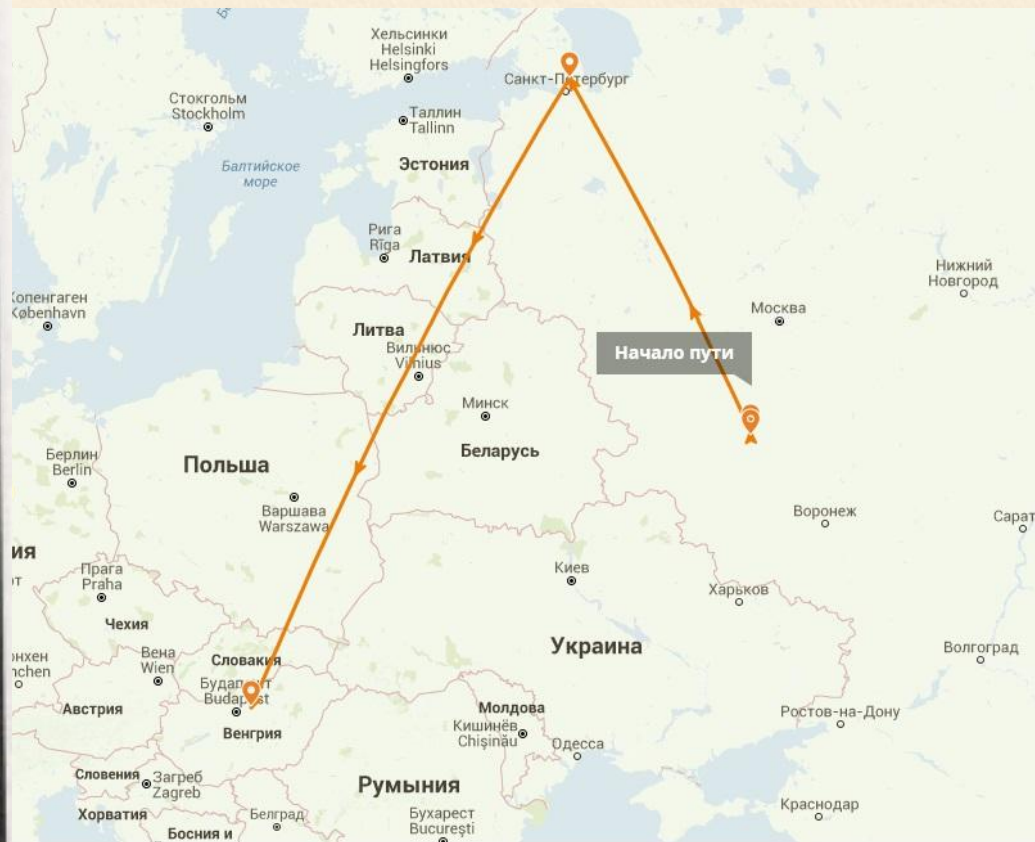 Хельсинки
Helsinki
Helsingfors
Санкт-Петербург
Стокгольм
Stockholm
Таллин
Tallinn
Эстония
Балтийское
море
Рига
Rīga
Латвия
Нижний
Новгород
Копенгаген
København
Москва
Литва
Вильнюс
Vilnius
Начало пути
Минск
Беларусь
Берлин
Berlin
Польша
Варшава
Warszawa
Воронеж
Сарат
ия
Прага
Praha
Киев
Харьков
Чехия
Украина
Волгоград
Вена
Wien
Словакия
нхен
nchen
Будапешт
Budapest
Австрия
Венгрия
Молдова
Кишинёв
Chişinău
Одесса
Ростов-на-Дону
Словения
Загреб
Zagreb
Румыния
Хорватия
Белград
Бухарест
Bucureşti
Краснодар
Босния и